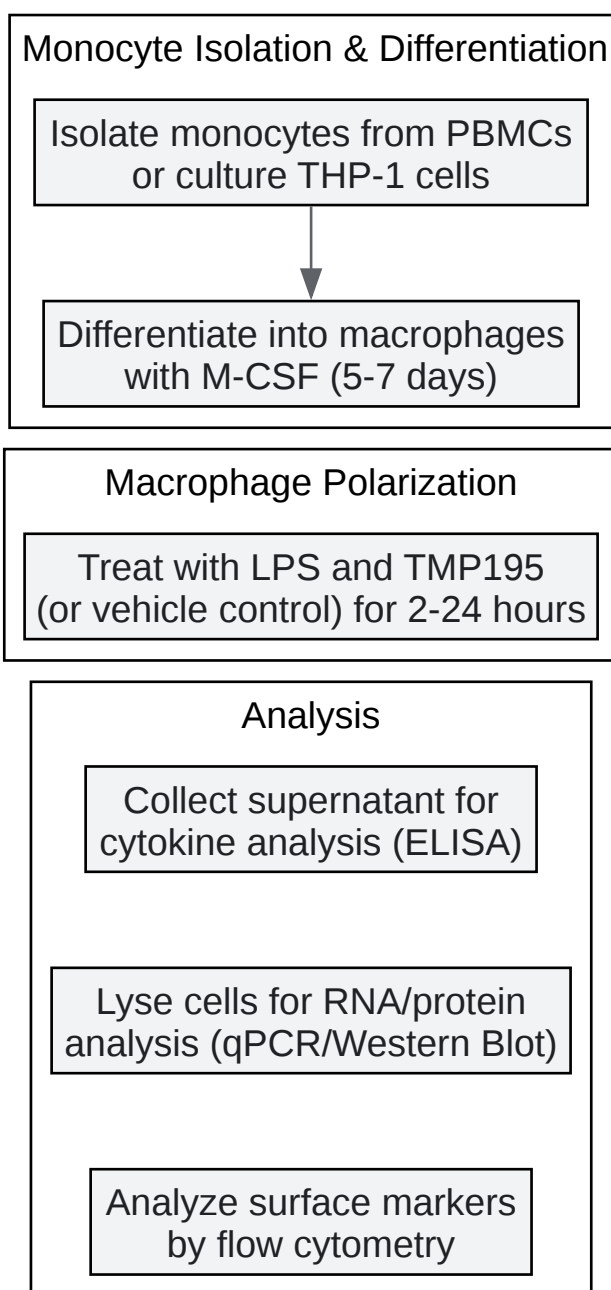 Monocyte Isolation & Differentiation
Isolate monocytes from PBMCs
or culture THP-1 cells
Differentiate into macrophages
with M-CSF (5-7 days)
Macrophage Polarization
Treat with LPS and TMP195
(or vehicle control) for 2-24 hours
Analysis
Collect supernatant for
cytokine analysis (ELISA)
Lyse cells for RNA/protein
analysis (qPCR/Western Blot)
Analyze surface markers
by flow cytometry